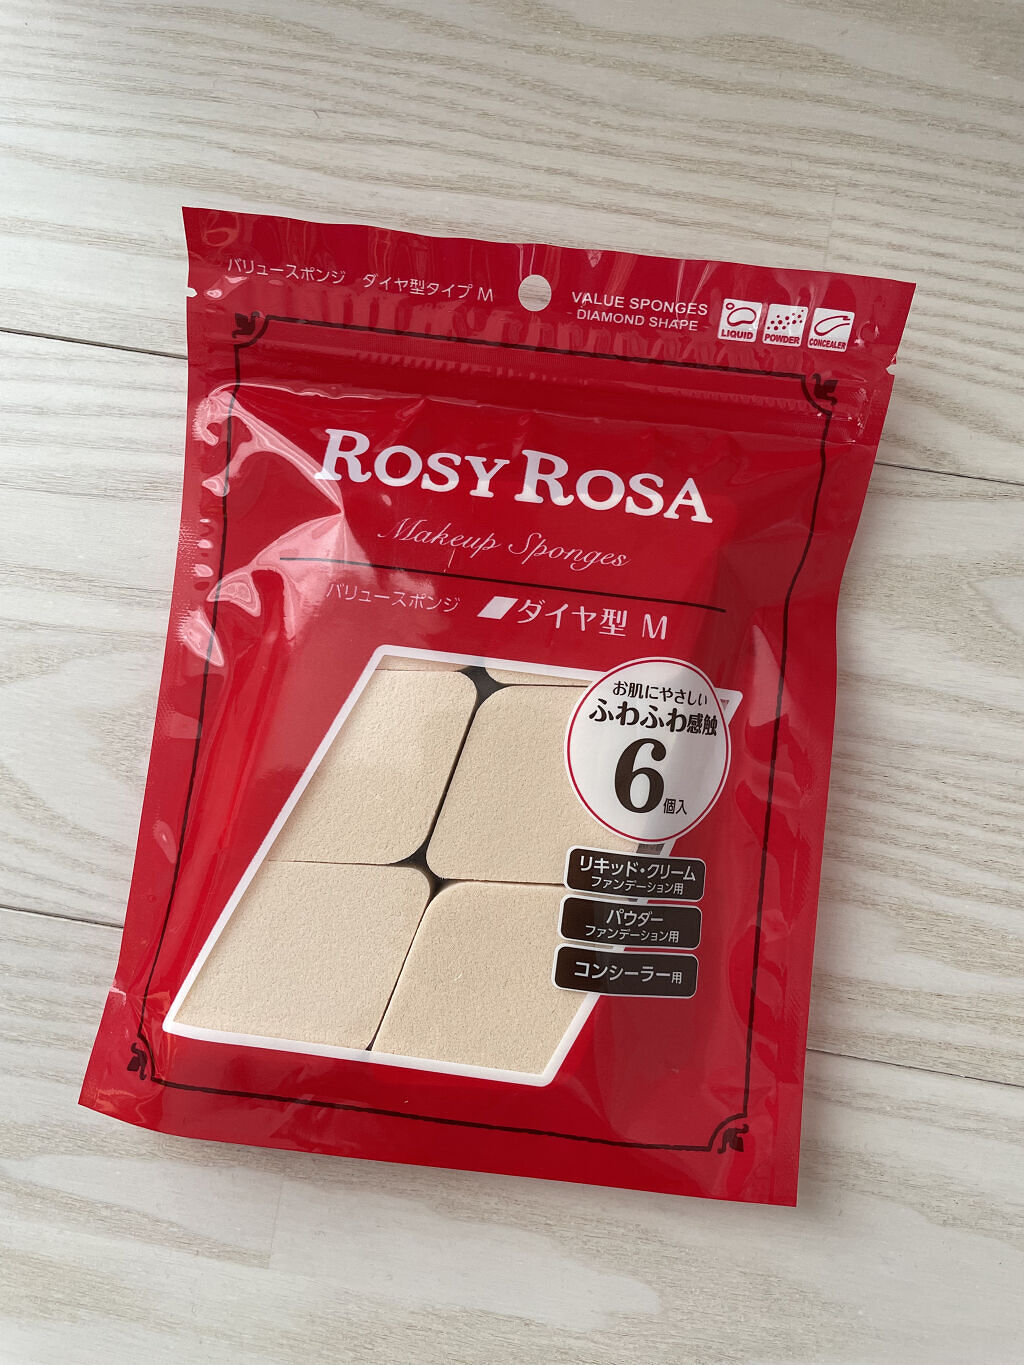 バリュースポンジ ダイヤ型タイプ M
VALUE SPONGES
DIAMOND SHAPE
LIQUID
POWDER
CONCEALER
ROSY ROSA
Makeup Sponges
バリュースポンジ ダイヤ型 M
お肌にやさしい
ふわふわ感触
6個入
リキッド・クリーム
ファンデーション用
パウダー
ファンデーション用
コンシーラー用